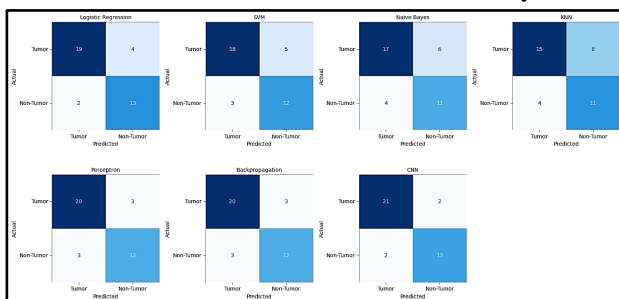 Logistic Regression
Tumor
19
4
Non-Tumor
2
13
Actual
Tumor
Non-Tumor
Predicted
SVM
Tumor
18
5
Non-Tumor
3
12
Actual
Tumor
Non-Tumor
Predicted
Naive Bayes
Tumor
17
6
Non-Tumor
4
11
Actual
Tumor
Non-Tumor
Predicted
KNN
Tumor
15
8
Non-Tumor
4
11
Actual
Tumor
Non-Tumor
Predicted
Perceptron
Tumor
20
3
Non-Tumor
3
12
Actual
Tumor
Non-Tumor
Predicted
Backpropagation
Tumor
20
3
Non-Tumor
3
12
Actual
Tumor
Non-Tumor
Predicted
CNN
Tumor
21
2
Non-Tumor
2
13
Actual
Tumor
Non-Tumor
Predicted